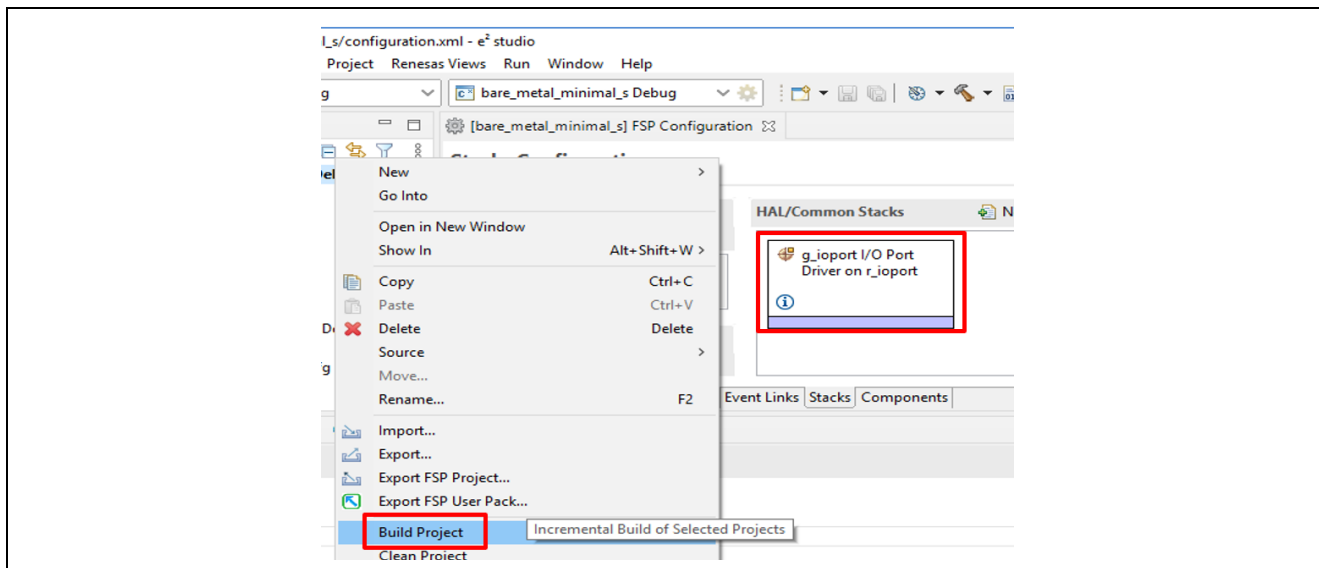 l_s/configuration.xml - e² studio
Project Renesas Views Run Window Help
g bare_metal_minimal_s Debug
[bare_metal_minimal_s] FSP Configuration
New
Go Into
Open in New Window
Show In Alt+Shift+W >
Copy Ctrl+C
Paste Ctrl+V
Delete Delete
Source
Move...
Rename... F2
Import...
Export...
Export FSP Project...
Export FSP User Pack...
Build Project
Incremental Build of Selected Projects
Clean Project
HAL/Common Stacks N
g_ioport I/O Port
Driver on r_ioport
Event Links Stacks Components